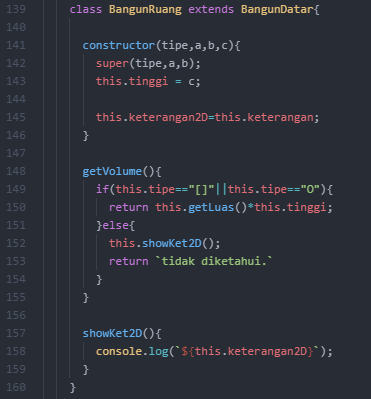 139 class BangunRuang extends BangunDatar{
140
141 constructor(tipe,a,b,c){
142 super(tipe,a,b);
143 this.tinggi = c;
144
145 this.keterangan2D=this.keterangan;
146 }
147
148 getVolume(){
149 if(this.tipe=="[]"||this.tipe=="O"){
150 return this.getLuas()*this.tinggi;
151 }else{
152 this.showKet2D();
153 return `tidak diketahui.`
154 }
155 }
156
157 showKet2D(){
158 console.log(`${this.keterangan2D}`);
159 }
160 }